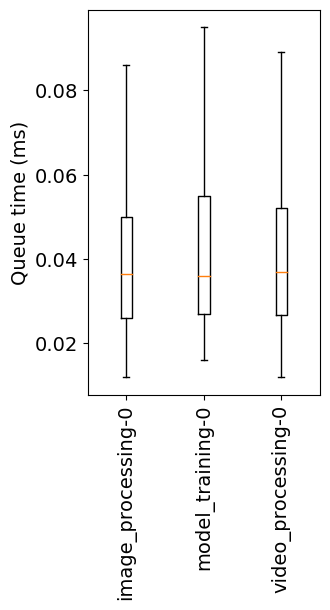 Queue time (ms)
0.08
0.06
0.04
0.02
image_processing-0
model_training-0
video_processing-0